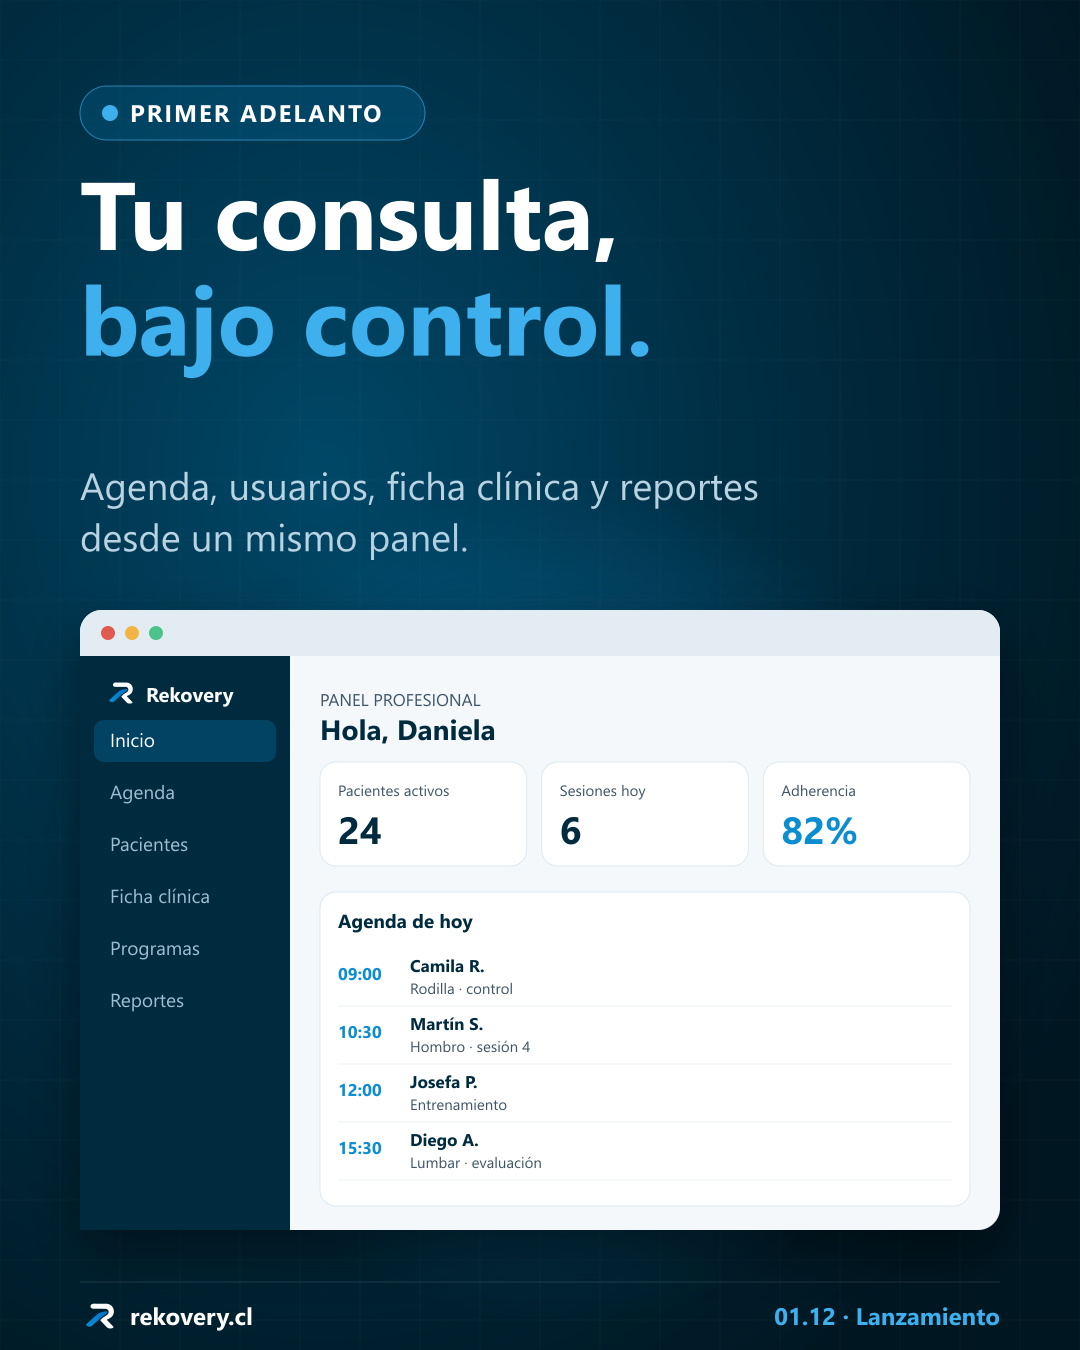 PRIMER ADELANTO
Tu consulta,
bajo control.
Agenda, usuarios, ficha clínica y reportes
desde un mismo panel.
Rekovery
Inicio
Agenda
Pacientes
Ficha clínica
Programas
Reportes
PANEL PROFESIONAL
Hola, Daniela
Pacientes activos
24
Sesiones hoy
6
Adherencia
82%
Agenda de hoy
09:00
Camila R.
Rodilla · control
10:30
Martín S.
Hombro · sesión 4
12:00
Josefa P.
Entrenamiento
15:30
Diego A.
Lumbar · evaluación
rekovery.cl
01.12 · Lanzamiento